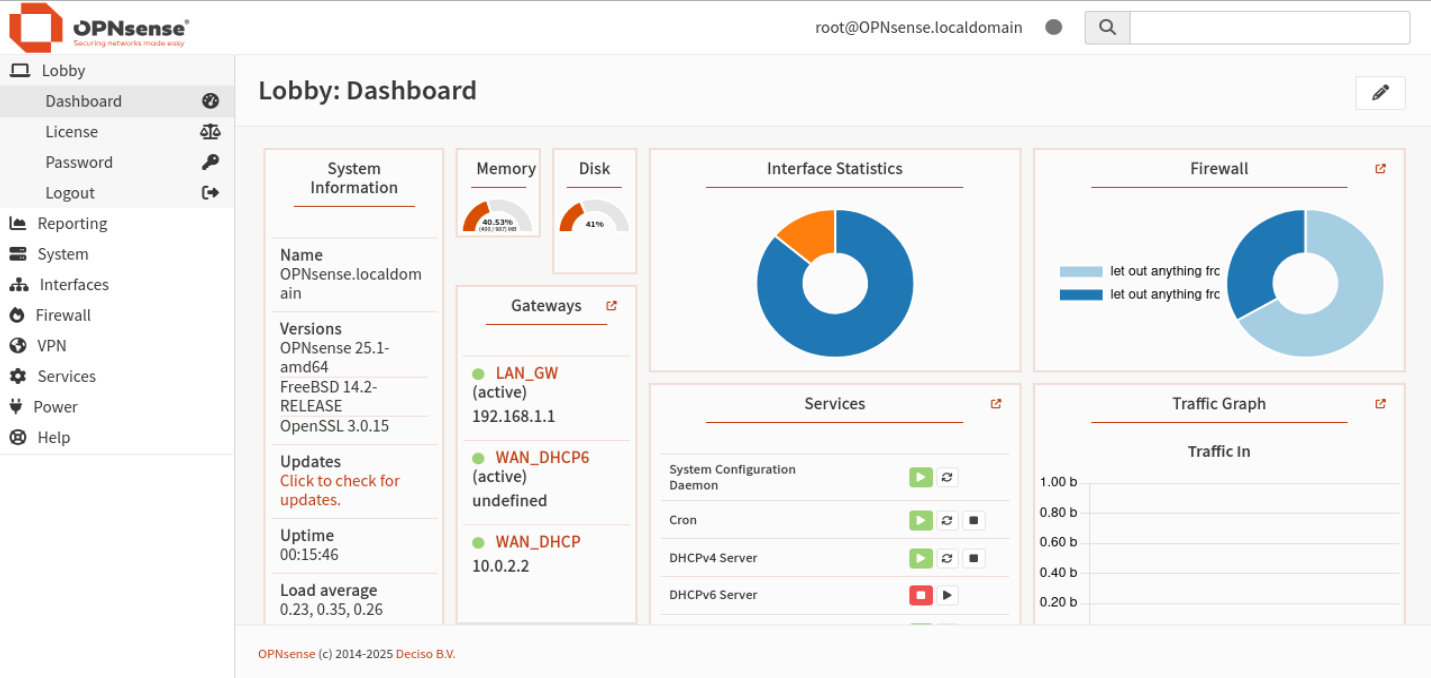 OPNsense®
Securing networks made easy
root@OPNsense.localdomain
Lobby
Dashboard
License
Password
Logout
Reporting
System
Interfaces
Firewall
VPN
Services
Power
Help
Lobby: Dashboard
System
Information
Name
OPNsense.localdom
ain
Versions
OPNsense 25.1-
amd64
FreeBSD 14.2-
RELEASE
OpenSSL 3.0.15
Updates
Click to check for
updates.
Uptime
00:15:46
Load average
0.23, 0.35, 0.26
Memory
40.53%
(400 / 987) MB
Disk
41%
Gateways
LAN_GW
(active)
192.168.1.1
WAN_DHCP6
(active)
undefined
WAN_DHCP
10.0.2.2
Interface Statistics
Firewall
let out anything frc
let out anything frc
Services
System Configuration
Daemon
Cron
DHCPv4 Server
DHCPv6 Server
Traffic Graph
Traffic In
1.00 b
0.80 b
0.60 b
0.40 b
0.20 b
OPNsense (c) 2014-2025 Deciso B.V.